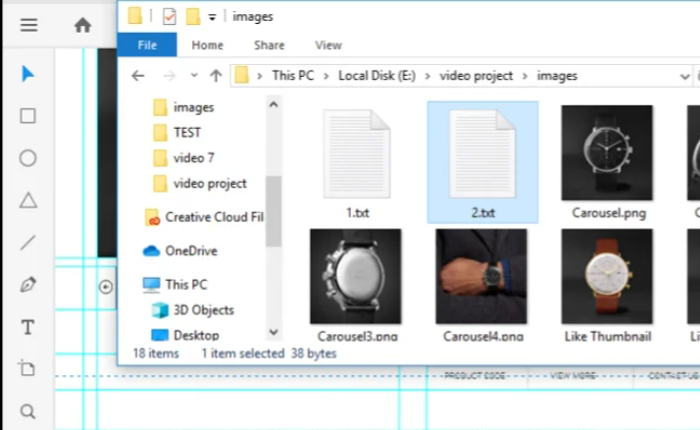 images
File Home Share View
This PC > Local Disk (E:) > video project > images
images
TEST
video 7
video project
Creative Cloud Fil
OneDrive
This PC
3D Objects
Desktop
1.txt
2.txt
Carousel.png
Carousel3.png
Carousel4.png
Like Thumbnail
18 items 1 item selected 38 bytes
PRODUCT CODE VIEW MORE CONTACT US
T